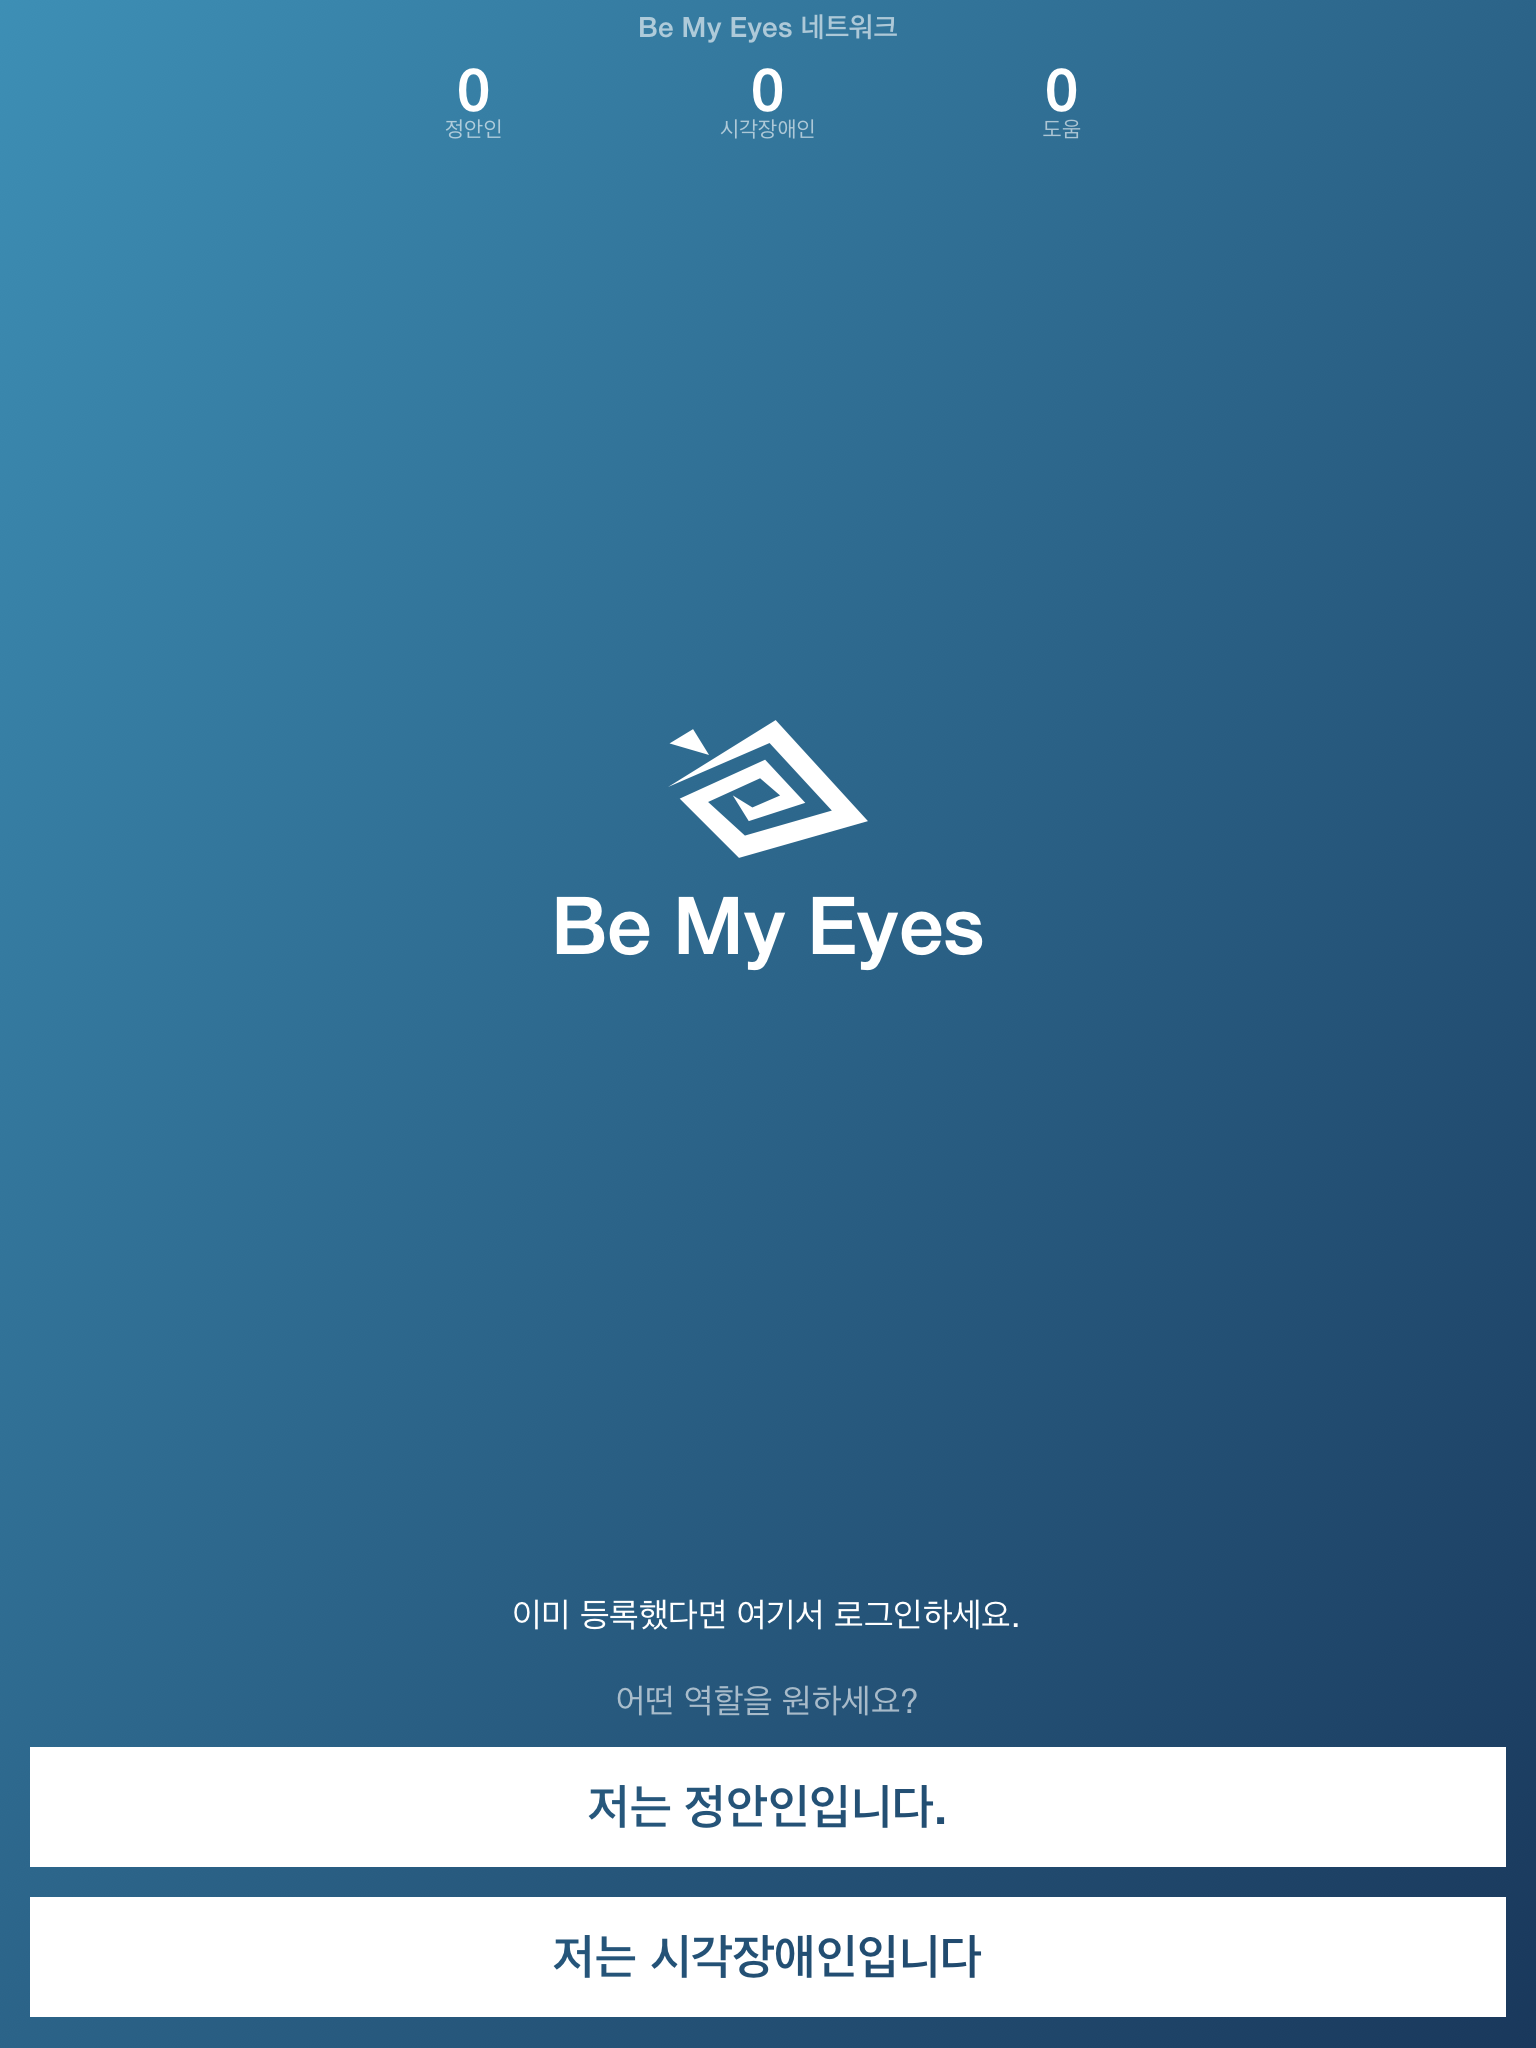 Be My Eyes 네트워크
0 0 0
정안인 시각장애인 도움
Be My Eyes
이미 등록했다면 여기서 로그인하세요.
어떤 역할을 원하세요?
저는 정안인입니다.
저는 시각장애인입니다